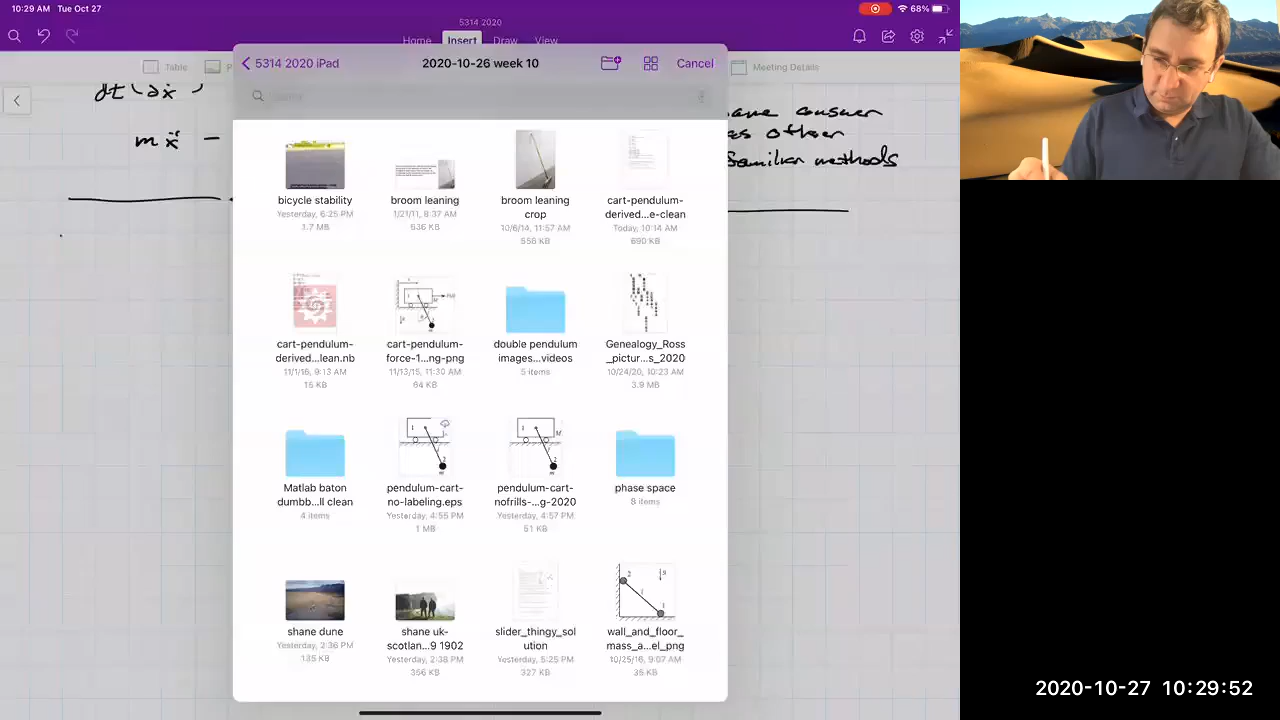 10:29 AM Tue Oct 27
68%
5314 2020
Home Insert Draw View
Table
Meeting Details
5314 2020 iPad
2020-10-26 week 10
Cancel
dt (∂ẋ )
mẍ -
answer
as other
familiar methods
bicycle stability
Yesterday, 6:25 PM
1.7 MB
broom leaning
1/21/11, 8:37 AM
636 KB
broom leaning
crop
10/6/14, 11:57 AM
556 KB
cart-pendulum-
derived...e-clean
Today, 10:14 AM
690 KB
cart-pendulum-
derived...lean.nb
11/1/16, 9:13 AM
15 KB
cart-pendulum-
force-1...ng-png
11/13/15, 11:30 AM
64 KB
double pendulum
images...videos
5 items
Genealogy_Ross
_pictur...s_2020
10/24/20, 10:23 AM
3.9 MB
Matlab baton
dumbb...ll clean
4 items
pendulum-cart-
no-labeling.eps
Yesterday, 4:55 PM
1 MB
pendulum-cart-
nofrills-...g-2020
Yesterday, 4:57 PM
51 KB
phase space
8 items
shane dune
Yesterday, 2:36 PM
135 KB
shane uk-
scotlan...9 1902
Yesterday, 2:38 PM
356 KB
slider_thingy_sol
ution
Yesterday, 5:25 PM
327 KB
wall_and_floor_
mass_a...el_png
10/25/16, 9:07 AM
35 KB
2020-10-27 10:29:52